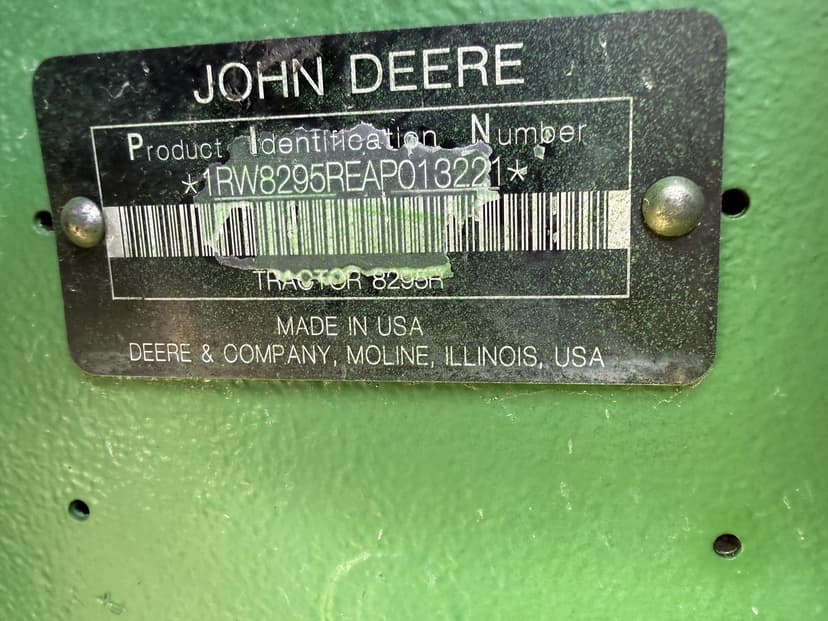 JOHN DEERE
Product Identification Number
*1RW8295REAP013221*
TRACTOR 8295R
MADE IN USA
DEERE & COMPANY, MOLINE, ILLINOIS, USA